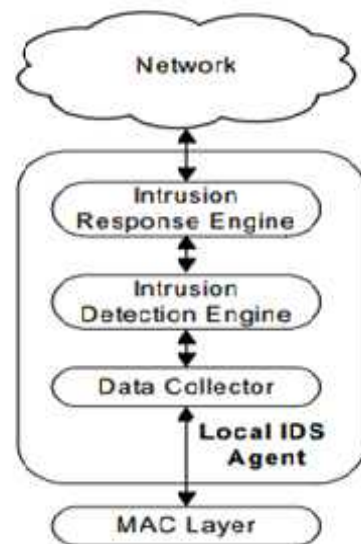 Network
Intrusion
Response Engine
Intrusion
Detection Engine
Data Collector
Local IDS
Agent
MAC Layer